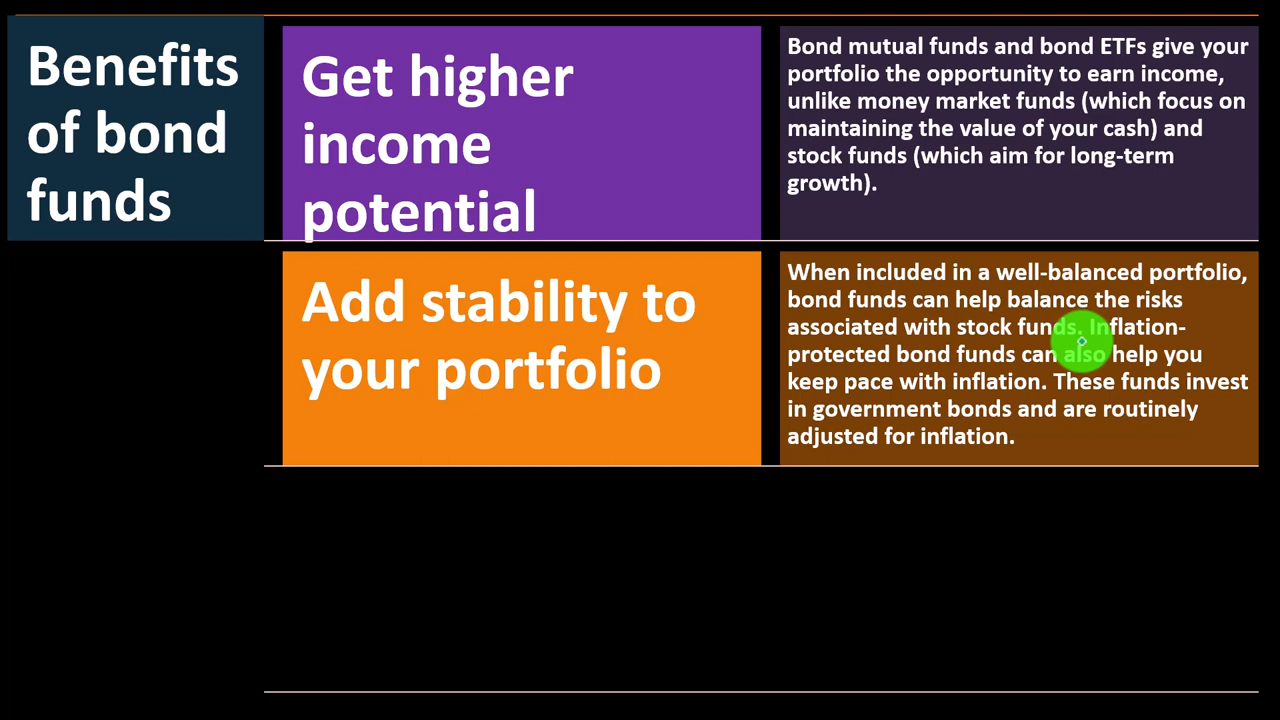 Benefits
of bond
funds
Get higher
income
potential
Bond mutual funds and bond ETFs give your
portfolio the opportunity to earn income,
unlike money market funds (which focus on
maintaining the value of your cash) and
stock funds (which aim for long-term
growth).
Add stability to
your portfolio
When included in a well-balanced portfolio,
bond funds can help balance the risks
associated with stock funds. Inflation-
protected bond funds can also help you
keep pace with inflation. These funds invest
in government bonds and are routinely
adjusted for inflation.